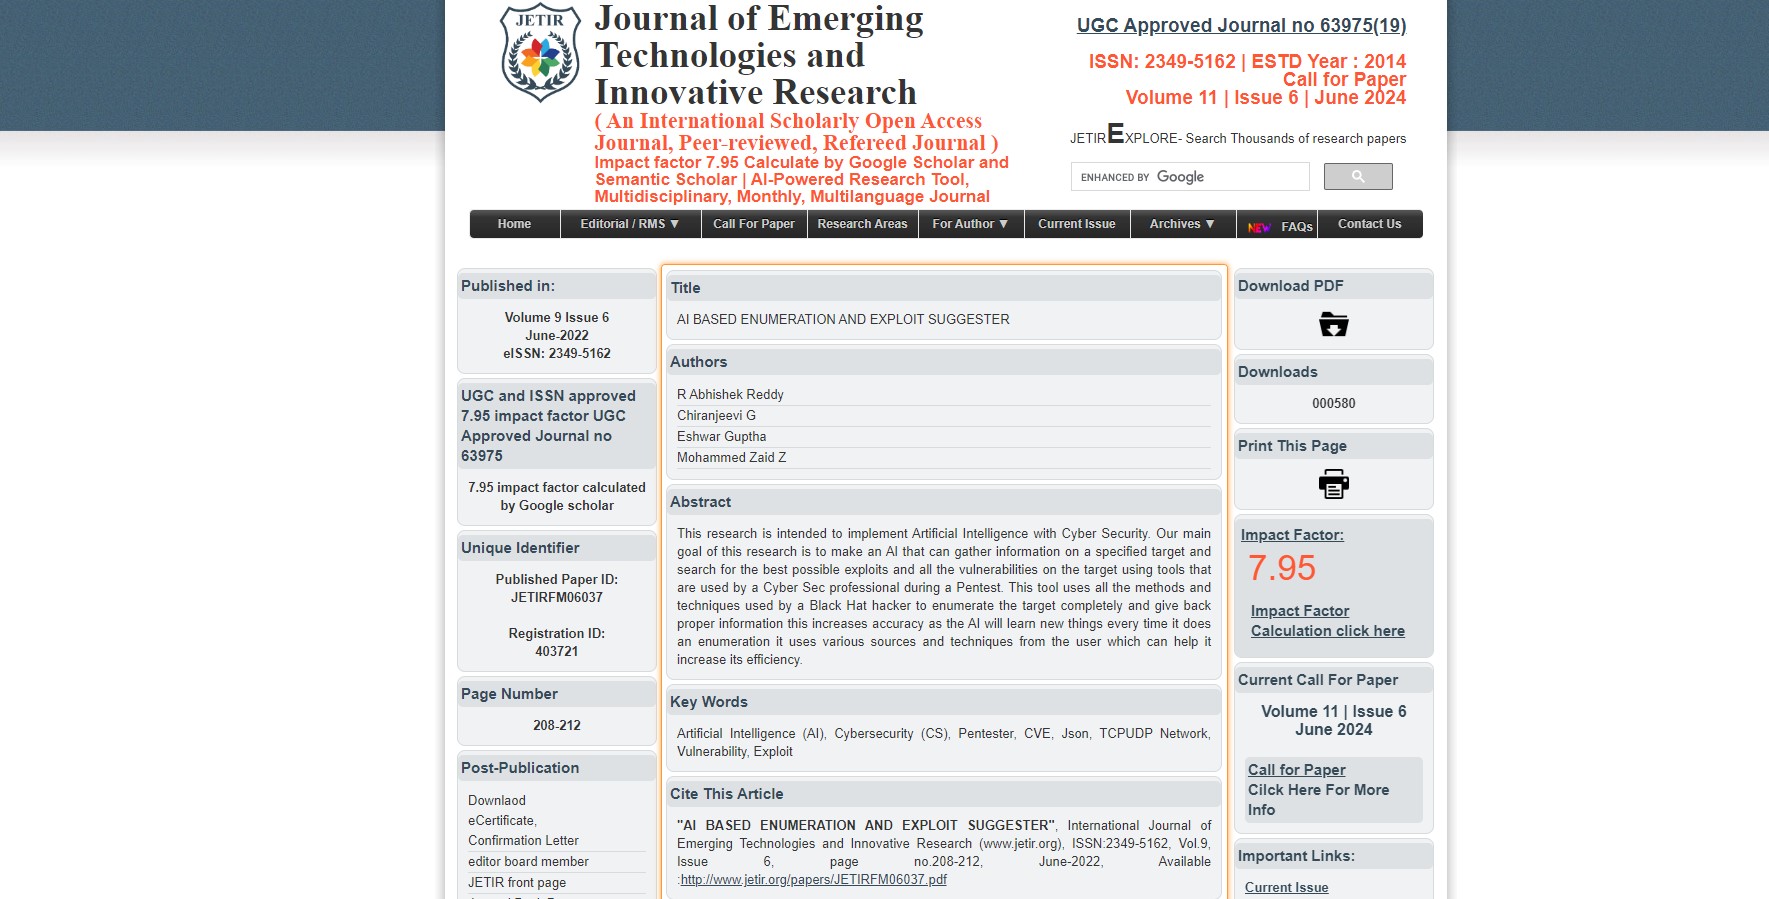 JETIR
Journal of Emerging
Technologies and
Innovative Research
( An International Scholarly Open Access
Journal, Peer-reviewed, Refereed Journal )
Impact factor 7.95 Calculate by Google Scholar and
Semantic Scholar | AI-Powered Research Tool,
Multidisciplinary, Monthly, Multilanguage Journal
UGC Approved Journal no 63975(19)
ISSN: 2349-5162 | ESTD Year : 2014
Call for Paper
Volume 11 | Issue 6 | June 2024
JETIREXPLORE- Search Thousands of research papers
ENHANCED BY Google
Home Editorial / RMS ▼ Call For Paper Research Areas For Author ▼ Current Issue Archives ▼ NEW FAQs Contact Us
Published in:
Volume 9 Issue 6
June-2022
eISSN: 2349-5162
UGC and ISSN approved
7.95 impact factor UGC
Approved Journal no
63975
7.95 impact factor calculated
by Google scholar
Unique Identifier
Published Paper ID:
JETIRFM06037
Registration ID:
403721
Page Number
208-212
Post-Publication
Downlaod
eCertificate,
Confirmation Letter
editor board member
JETIR front page
Title
AI BASED ENUMERATION AND EXPLOIT SUGGESTER
Authors
R Abhishek Reddy
Chiranjeevi G
Eshwar Guptha
Mohammed Zaid Z
Abstract
This research is intended to implement Artificial Intelligence with Cyber Security. Our main
goal of this research is to make an AI that can gather information on a specified target and
search for the best possible exploits and all the vulnerabilities on the target using tools that
are used by a Cyber Sec professional during a Pentest. This tool uses all the methods and
techniques used by a Black Hat hacker to enumerate the target completely and give back
proper information this increases accuracy as the AI will learn new things every time it does
an enumeration it uses various sources and techniques from the user which can help it
increase its efficiency.
Key Words
Artificial Intelligence (AI), Cybersecurity (CS), Pentester, CVE, Json, TCPUDP Network,
Vulnerability, Exploit
Cite This Article
"AI BASED ENUMERATION AND EXPLOIT SUGGESTER", International Journal of
Emerging Technologies and Innovative Research (www.jetir.org), ISSN:2349-5162, Vol.9,
Issue 6, page no.208-212, June-2022, Available
:http://www.jetir.org/papers/JETIRFM06037.pdf
Download PDF
Downloads
000580
Print This Page
Impact Factor:
7.95
Impact Factor
Calculation click here
Current Call For Paper
Volume 11 | Issue 6
June 2024
Call for Paper
Cilck Here For More
Info
Important Links:
Current Issue